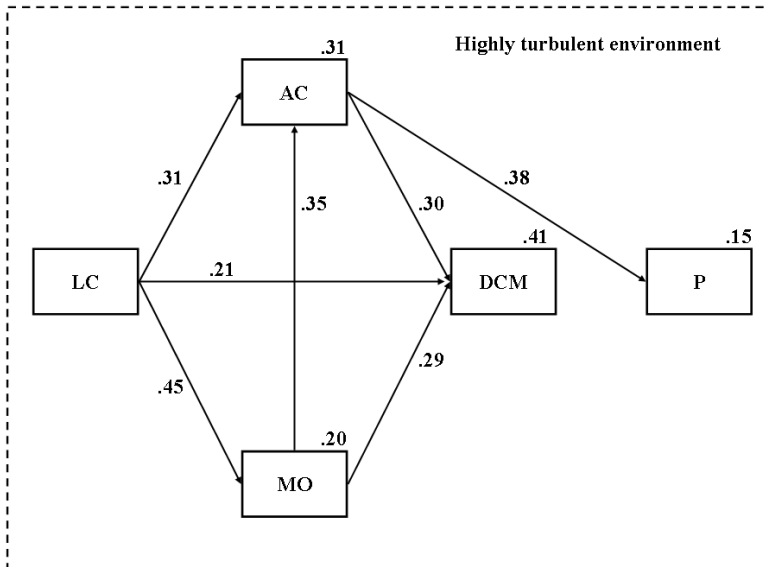 .31
Highly turbulent environment
AC
.31
.35
.30
.38
LC
.21
.41
DCM
.15
P
.45
.29
.20
MO